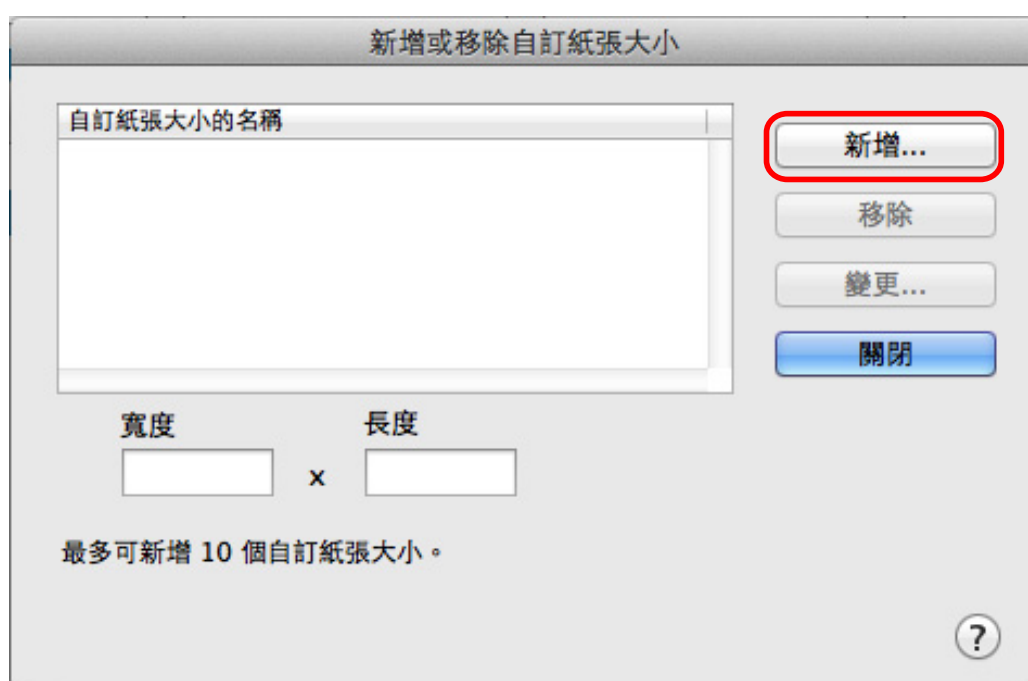 新增或移除自訂紙張大小
自訂紙張大小的名稱
新增...
移除
變更...
關閉
寬度
長度
x
最多可新增 10 個自訂紙張大小。
?